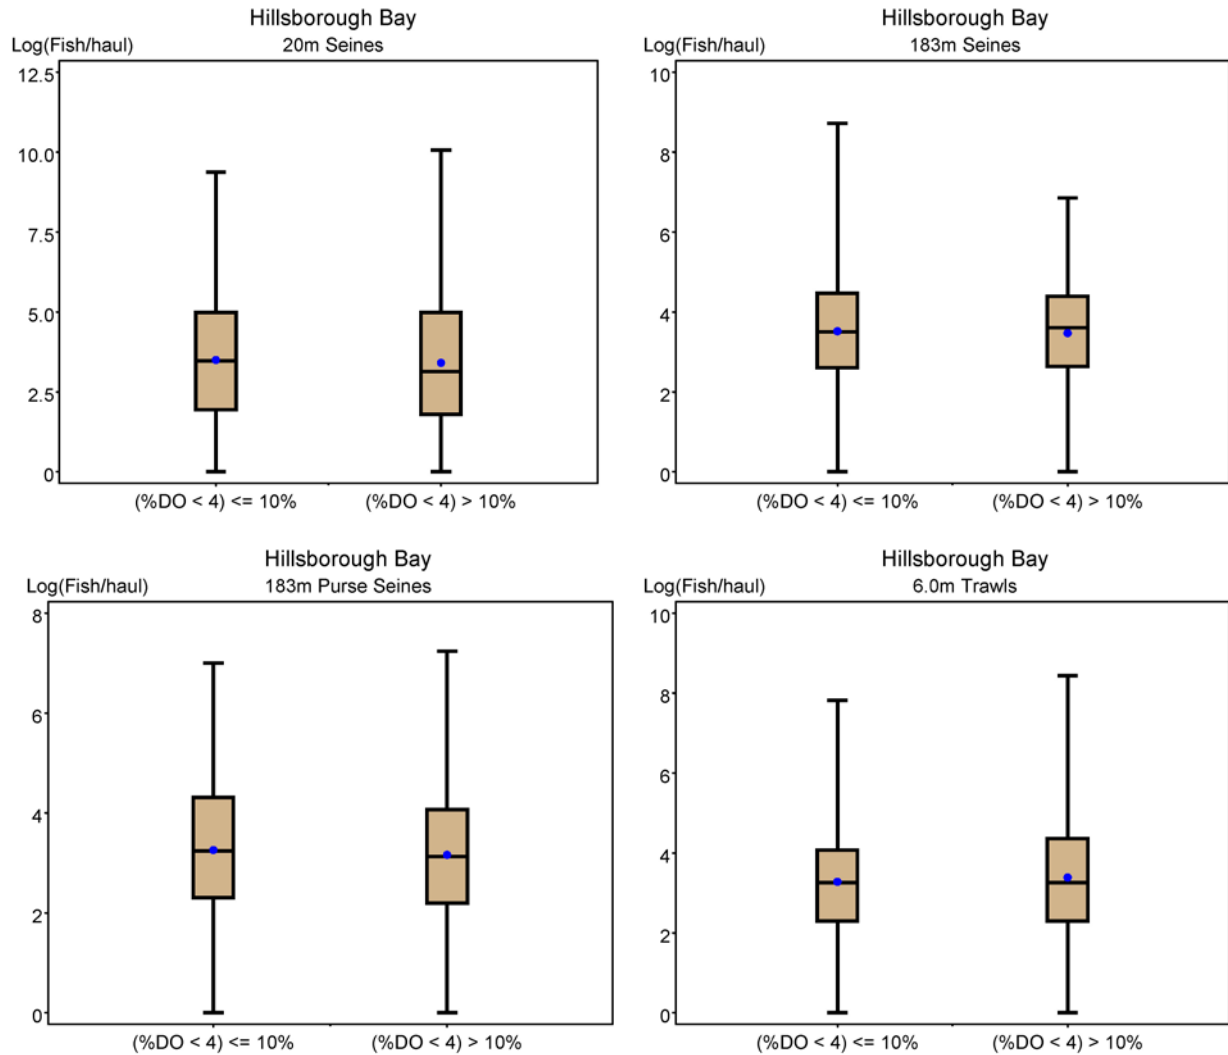 Hillsborough Bay
Log(Fish/haul) 20m Seines
12.5
10.0
7.5
5.0
2.5
0
(%DO < 4) <= 10% (%DO < 4) > 10%
Hillsborough Bay
Log(Fish/haul) 183m Seines
10
8
6
4
2
0
(%DO < 4) <= 10% (%DO < 4) > 10%
Hillsborough Bay
Log(Fish/haul) 183m Purse Seines
8
6
4
2
0
(%DO < 4) <= 10% (%DO < 4) > 10%
Hillsborough Bay
Log(Fish/haul) 6.0m Trawls
10
8
6
4
2
0
(%DO < 4) <= 10% (%DO < 4) > 10%